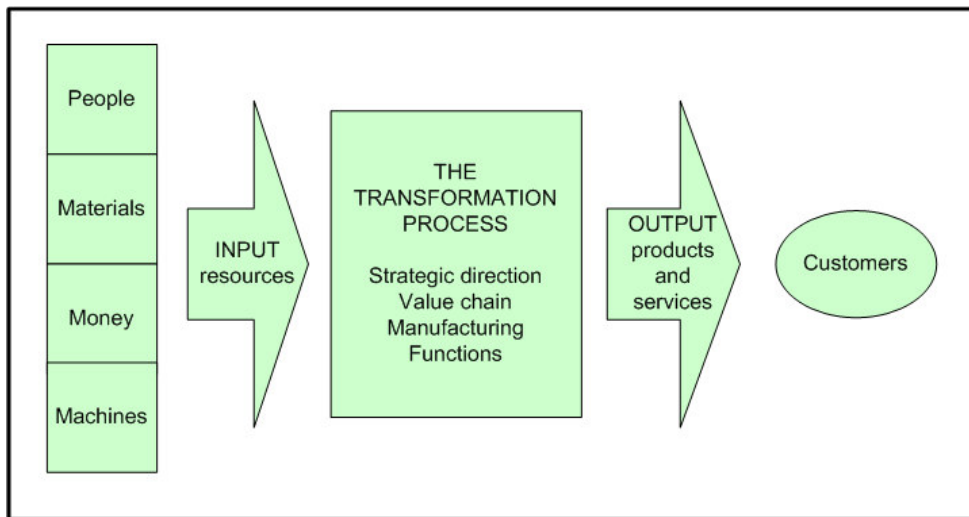 People
Materials
Money
Machines
INPUT
resources
THE
TRANSFORMATION
PROCESS
Strategic direction
Value chain
Manufacturing
Functions
OUTPUT
products
and
services
Customers